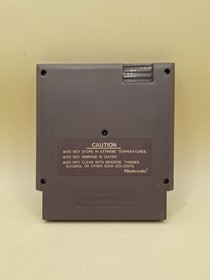 CAUTION
●DO NOT STORE IN EXTREME TEMPERATURES.
●DO NOT IMMERSE IN WATER.
●DO NOT CLEAN WITH BENZENE, THINNER,
ALCOHOL OR OTHER SUCH SOLVENTS.
Nintendo